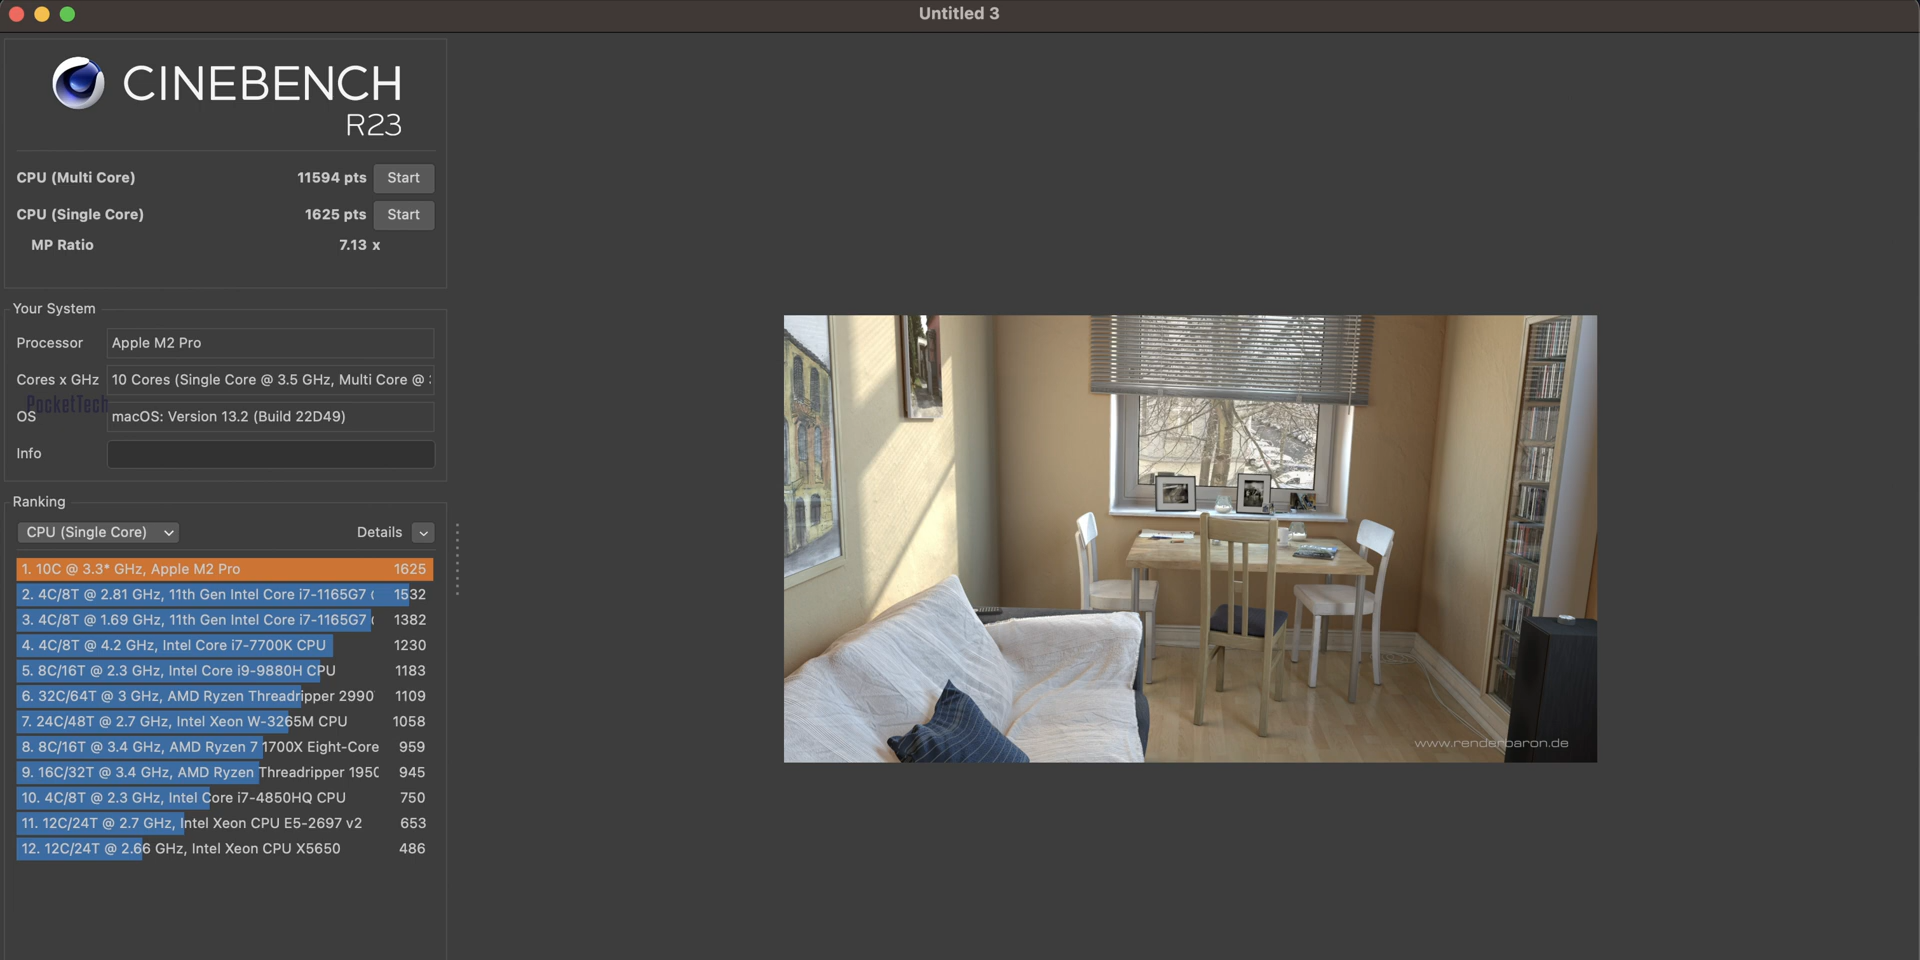 Untitled 3
CINEBENCH
R23
CPU (Multi Core) 11594 pts Start
CPU (Single Core) 1625 pts Start
MP Ratio 7.13 x
Your System
Processor Apple M2 Pro
Cores x GHz 10 Cores (Single Core @ 3.5 GHz, Multi Core @
PocketTech
OS macOS: Version 13.2 (Build 22D49)
Info
Ranking
CPU (Single Core) Details
1. 10C @ 3.3* GHz, Apple M2 Pro 1625
2. 4C/8T @ 2.81 GHz, 11th Gen Intel Core i7-1165G7 1532
3. 4C/8T @ 1.69 GHz, 11th Gen Intel Core i7-1165G7 1382
4. 4C/8T @ 4.2 GHz, Intel Core i7-7700K CPU 1230
5. 8C/16T @ 2.3 GHz, Intel Core i9-9880H CPU 1183
6. 32C/64T @ 3 GHz, AMD Ryzen Threadripper 2990 1109
7. 24C/48T @ 2.7 GHz, Intel Xeon W-3265M CPU 1058
8. 8C/16T @ 3.4 GHz, AMD Ryzen 7 1700X Eight-Core 959
9. 16C/32T @ 3.4 GHz, AMD Ryzen Threadripper 195 945
10. 4C/8T @ 2.3 GHz, Intel Core i7-4850HQ CPU 750
11. 12C/24T @ 2.7 GHz, Intel Xeon CPU E5-2697 v2 653
12. 12C/24T @ 2.66 GHz, Intel Xeon CPU X5650 486
www.renderbaron.de